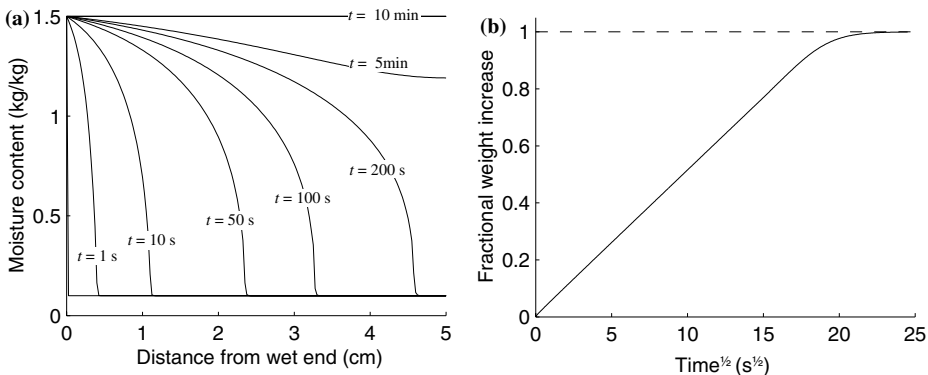 (a)
1.5
1
0.5
0
Moisture content (kg/kg)
t = 10 min
t = 5min
t = 200 s
t = 100 s
t = 50 s
t = 10 s
t = 1 s
0 1 2 3 4 5
Distance from wet end (cm)
(b)
1
0.8
0.6
0.4
0.2
0
Fractional weight increase
0 5 10 15 20 25
Time½ (s½)